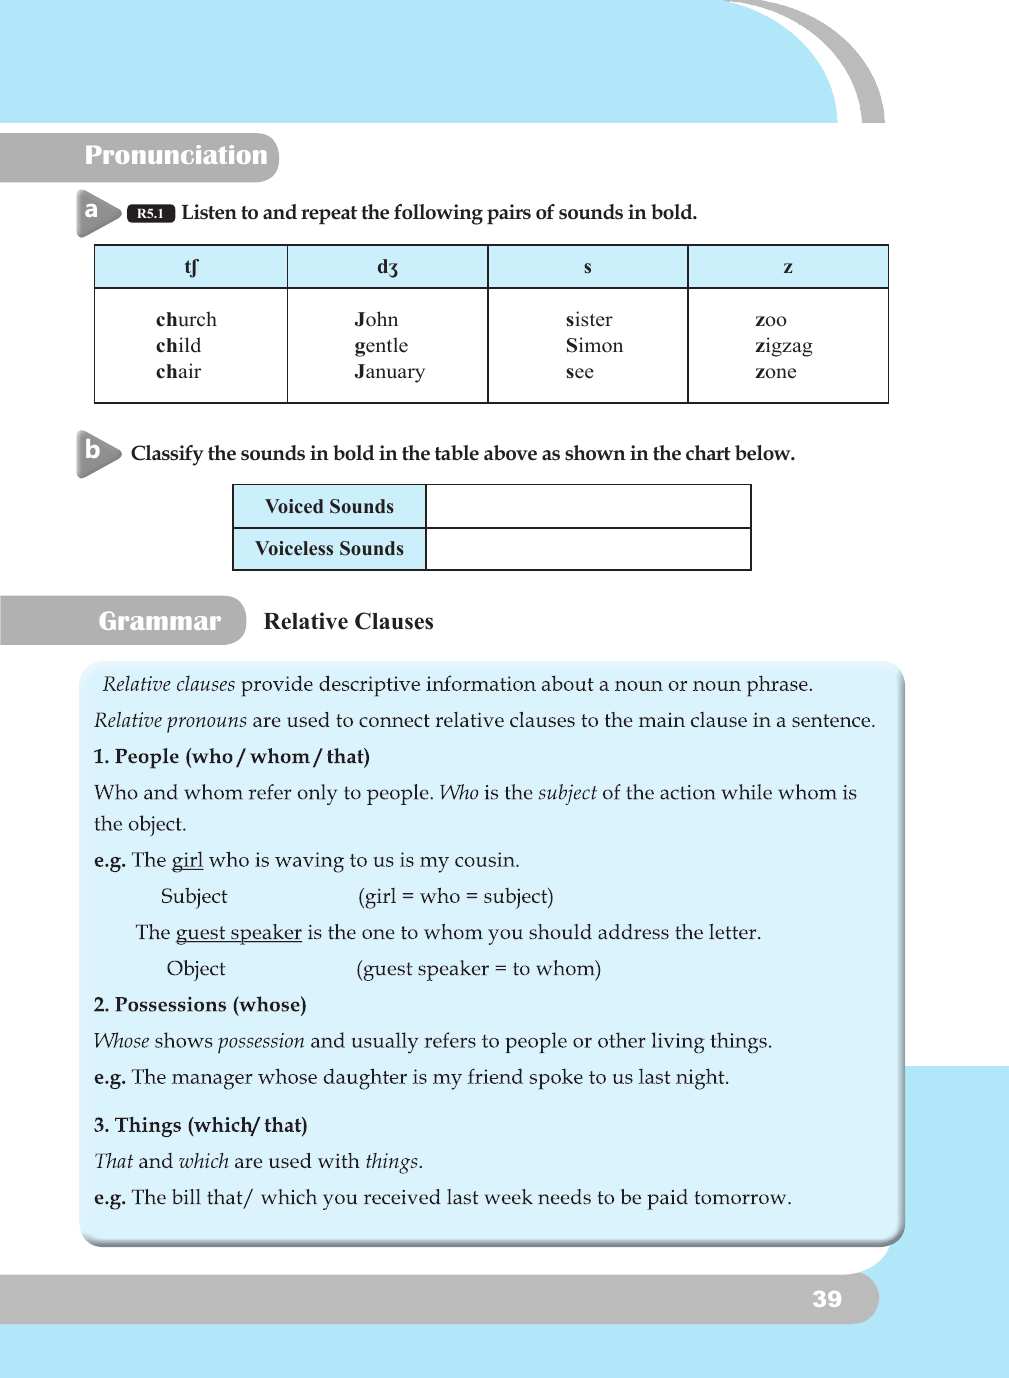 Pronunciation
a R5.1 Listen to and repeat the following pairs of sounds in bold.
tʃ dʒ s z
church John sister zoo
child gentle Simon zigzag
chair January see zone
b Classify the sounds in bold in the table above as shown in the chart below.
Voiced Sounds
Voiceless Sounds
Grammar Relative Clauses
Relative clauses provide descriptive information about a noun or noun phrase.
Relative pronouns are used to connect relative clauses to the main clause in a sentence.
1. People (who / whom / that)
Who and whom refer only to people. Who is the subject of the action while whom is
the object.
e.g. The girl who is waving to us is my cousin.
Subject (girl = who = subject)
The guest speaker is the one to whom you should address the letter.
Object (guest speaker = to whom)
2. Possessions (whose)
Whose shows possession and usually refers to people or other living things.
e.g. The manager whose daughter is my friend spoke to us last night.
3. Things (which/ that)
That and which are used with things.
e.g. The bill that/ which you received last week needs to be paid tomorrow.
39